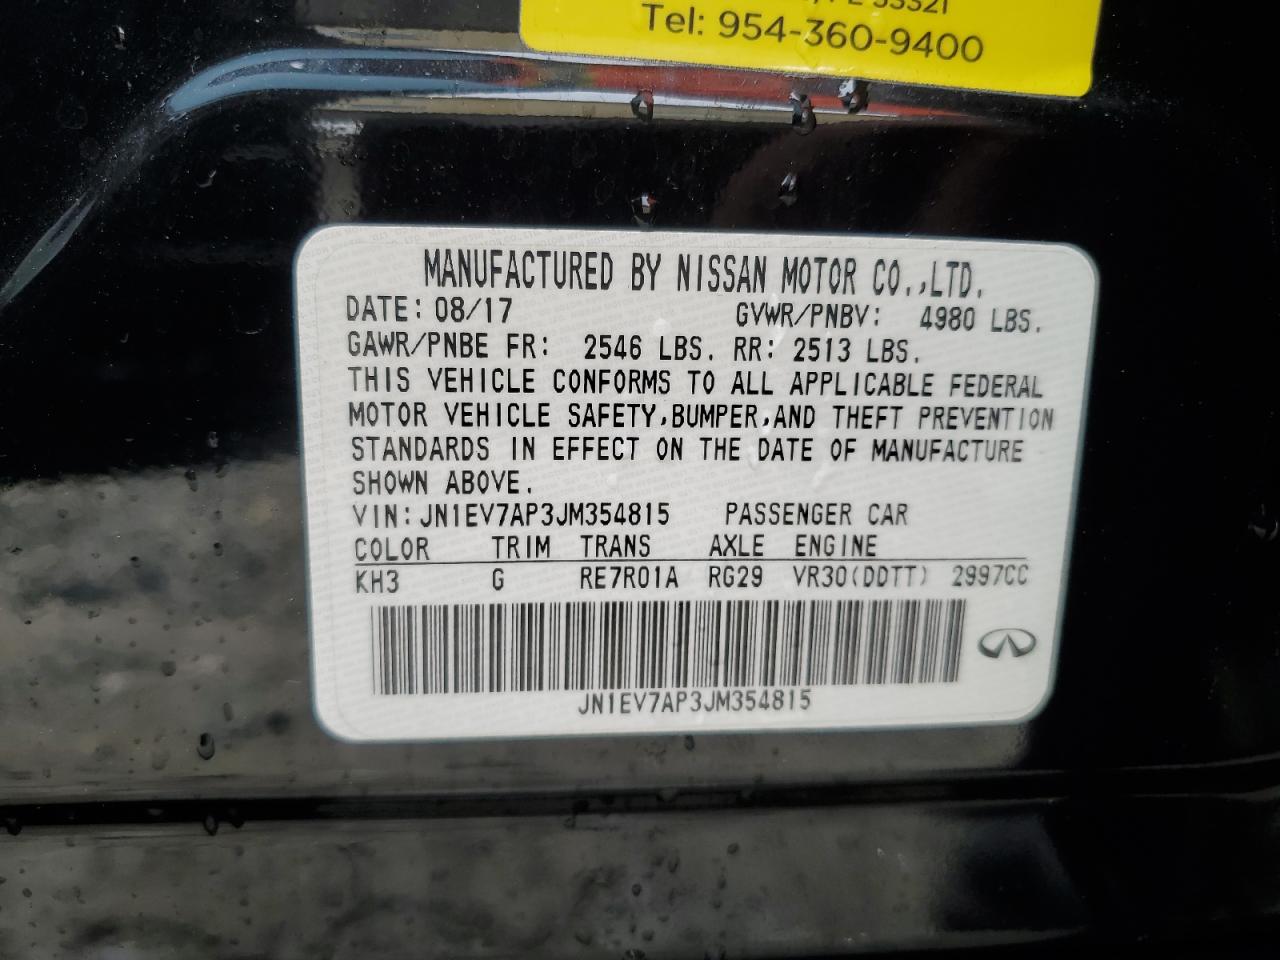 33321
Tel: 954-360-9400
MANUFACTURED BY NISSAN MOTOR CO.,LTD.
DATE: 08/17 GVWR/PNBV: 4980 LBS.
GAWR/PNBE FR: 2546 LBS. RR: 2513 LBS.
THIS VEHICLE CONFORMS TO ALL APPLICABLE FEDERAL
MOTOR VEHICLE SAFETY,BUMPER,AND THEFT PREVENTION
STANDARDS IN EFFECT ON THE DATE OF MANUFACTURE
SHOWN ABOVE.
VIN: JN1EV7AP3JM354815 PASSENGER CAR
COLOR TRIM TRANS AXLE ENGINE
KH3 G RE7R01A RG29 VR30(DDTT) 2997CC
JN1EV7AP3JM354815